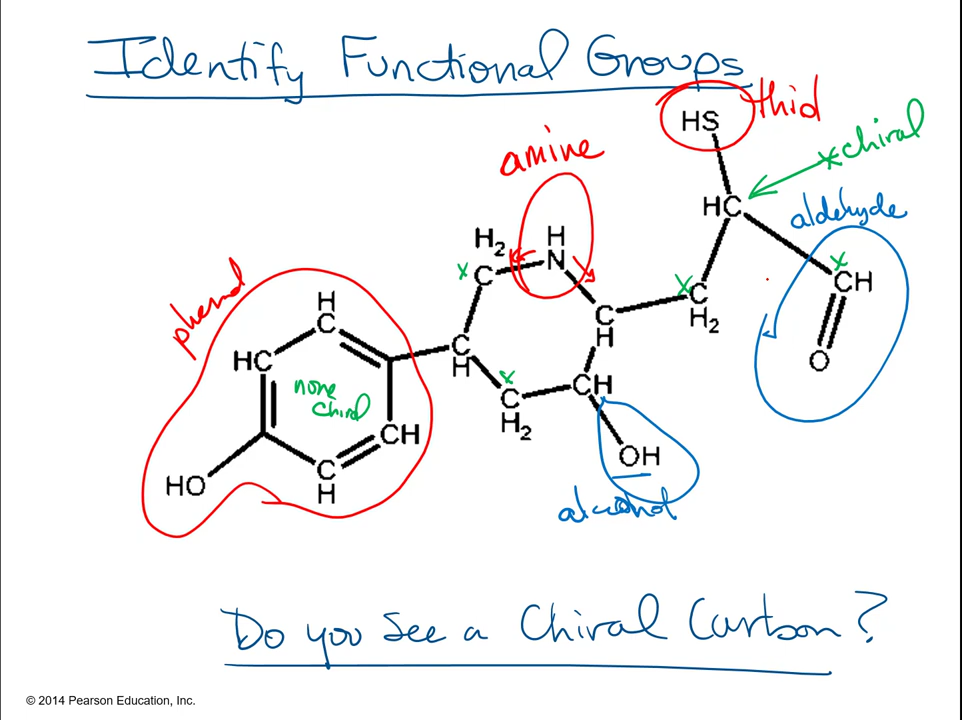 Identify Functional Groups
HS
thiol
amine
*chiral
HC
aldehyde
H
N
H2
x C
x
CH
x C
H2
O
phenol
H
C
HC
none
chiral
C
H
C
H
x
C
H2
CH
CH
C
H
HO
OH
alcohol
Do you see a Chiral Carbon?
© 2014 Pearson Education, Inc.